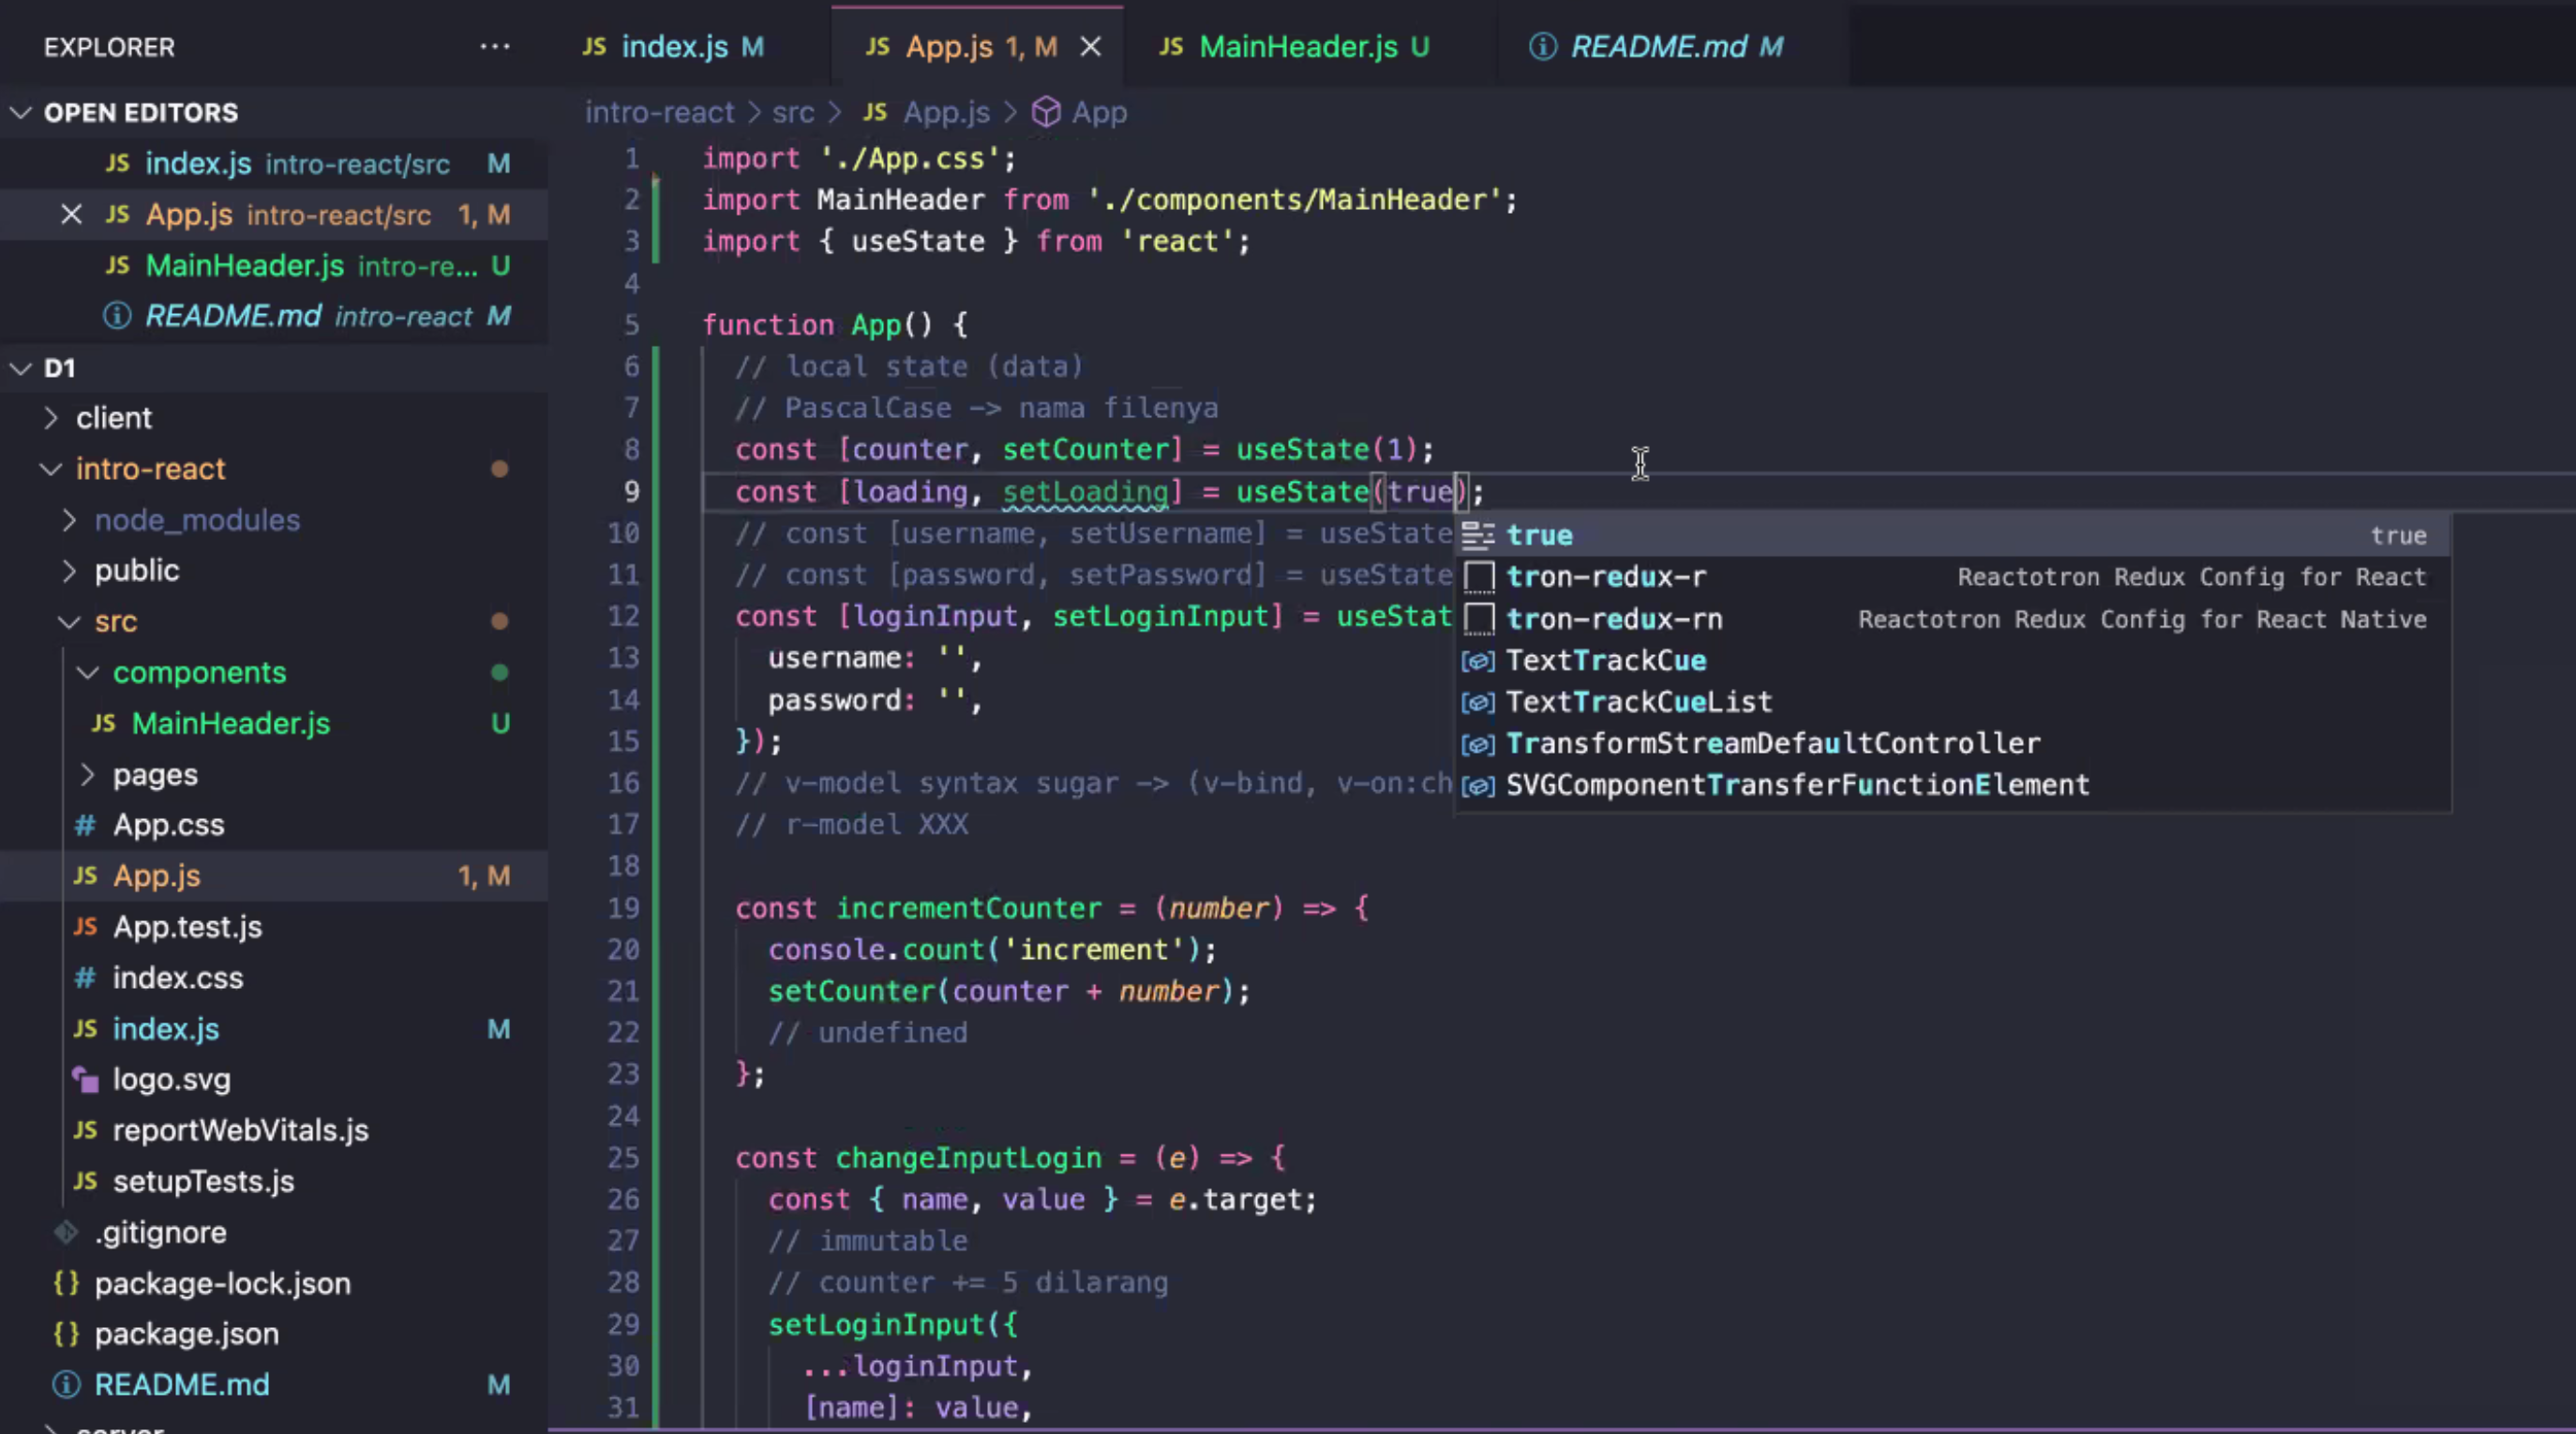 EXPLORER ...
OPEN EDITORS
JS index.js intro-react/src M
JS App.js intro-react/src 1, M
JS MainHeader.js intro-re... U
README.md intro-react M
D1
client
intro-react
node_modules
public
src
components
JS MainHeader.js U
pages
# App.css
JS App.js 1, M
JS App.test.js
# index.css
JS index.js M
logo.svg
JS reportWebVitals.js
JS setupTests.js
.gitignore
{} package-lock.json
{} package.json
README.md M
JS index.js M JS App.js 1, M JS MainHeader.js U README.md M
intro-react > src > JS App.js > App
1 import './App.css';
2 import MainHeader from './components/MainHeader';
3 import { useState } from 'react';
4
5 function App() {
6 // local state (data)
7 // PascalCase -> nama filenya
8 const [counter, setCounter] = useState(1);
9 const [loading, setLoading] = useState(true);
10 // const [username, setUsername] = useState
11 // const [password, setPassword] = useState
12 const [loginInput, setLoginInput] = useStat
13 username: '',
14 password: '',
15 });
16 // v-model syntax sugar -> (v-bind, v-on:ch
17 // r-model XXX
18
19 const incrementCounter = (number) => {
20 console.count('increment');
21 setCounter(counter + number);
22 // undefined
23 };
24
25 const changeInputLogin = (e) => {
26 const { name, value } = e.target;
27 // immutable
28 // counter += 5 dilarang
29 setLoginInput({
30 ...loginInput,
31 [name]: value,
true true
tron-redux-r Reactotron Redux Config for React
tron-redux-rn Reactotron Redux Config for React Native
TextTrackCue
TextTrackCueList
TransformStreamDefaultController
SVGComponentTransferFunctionElement